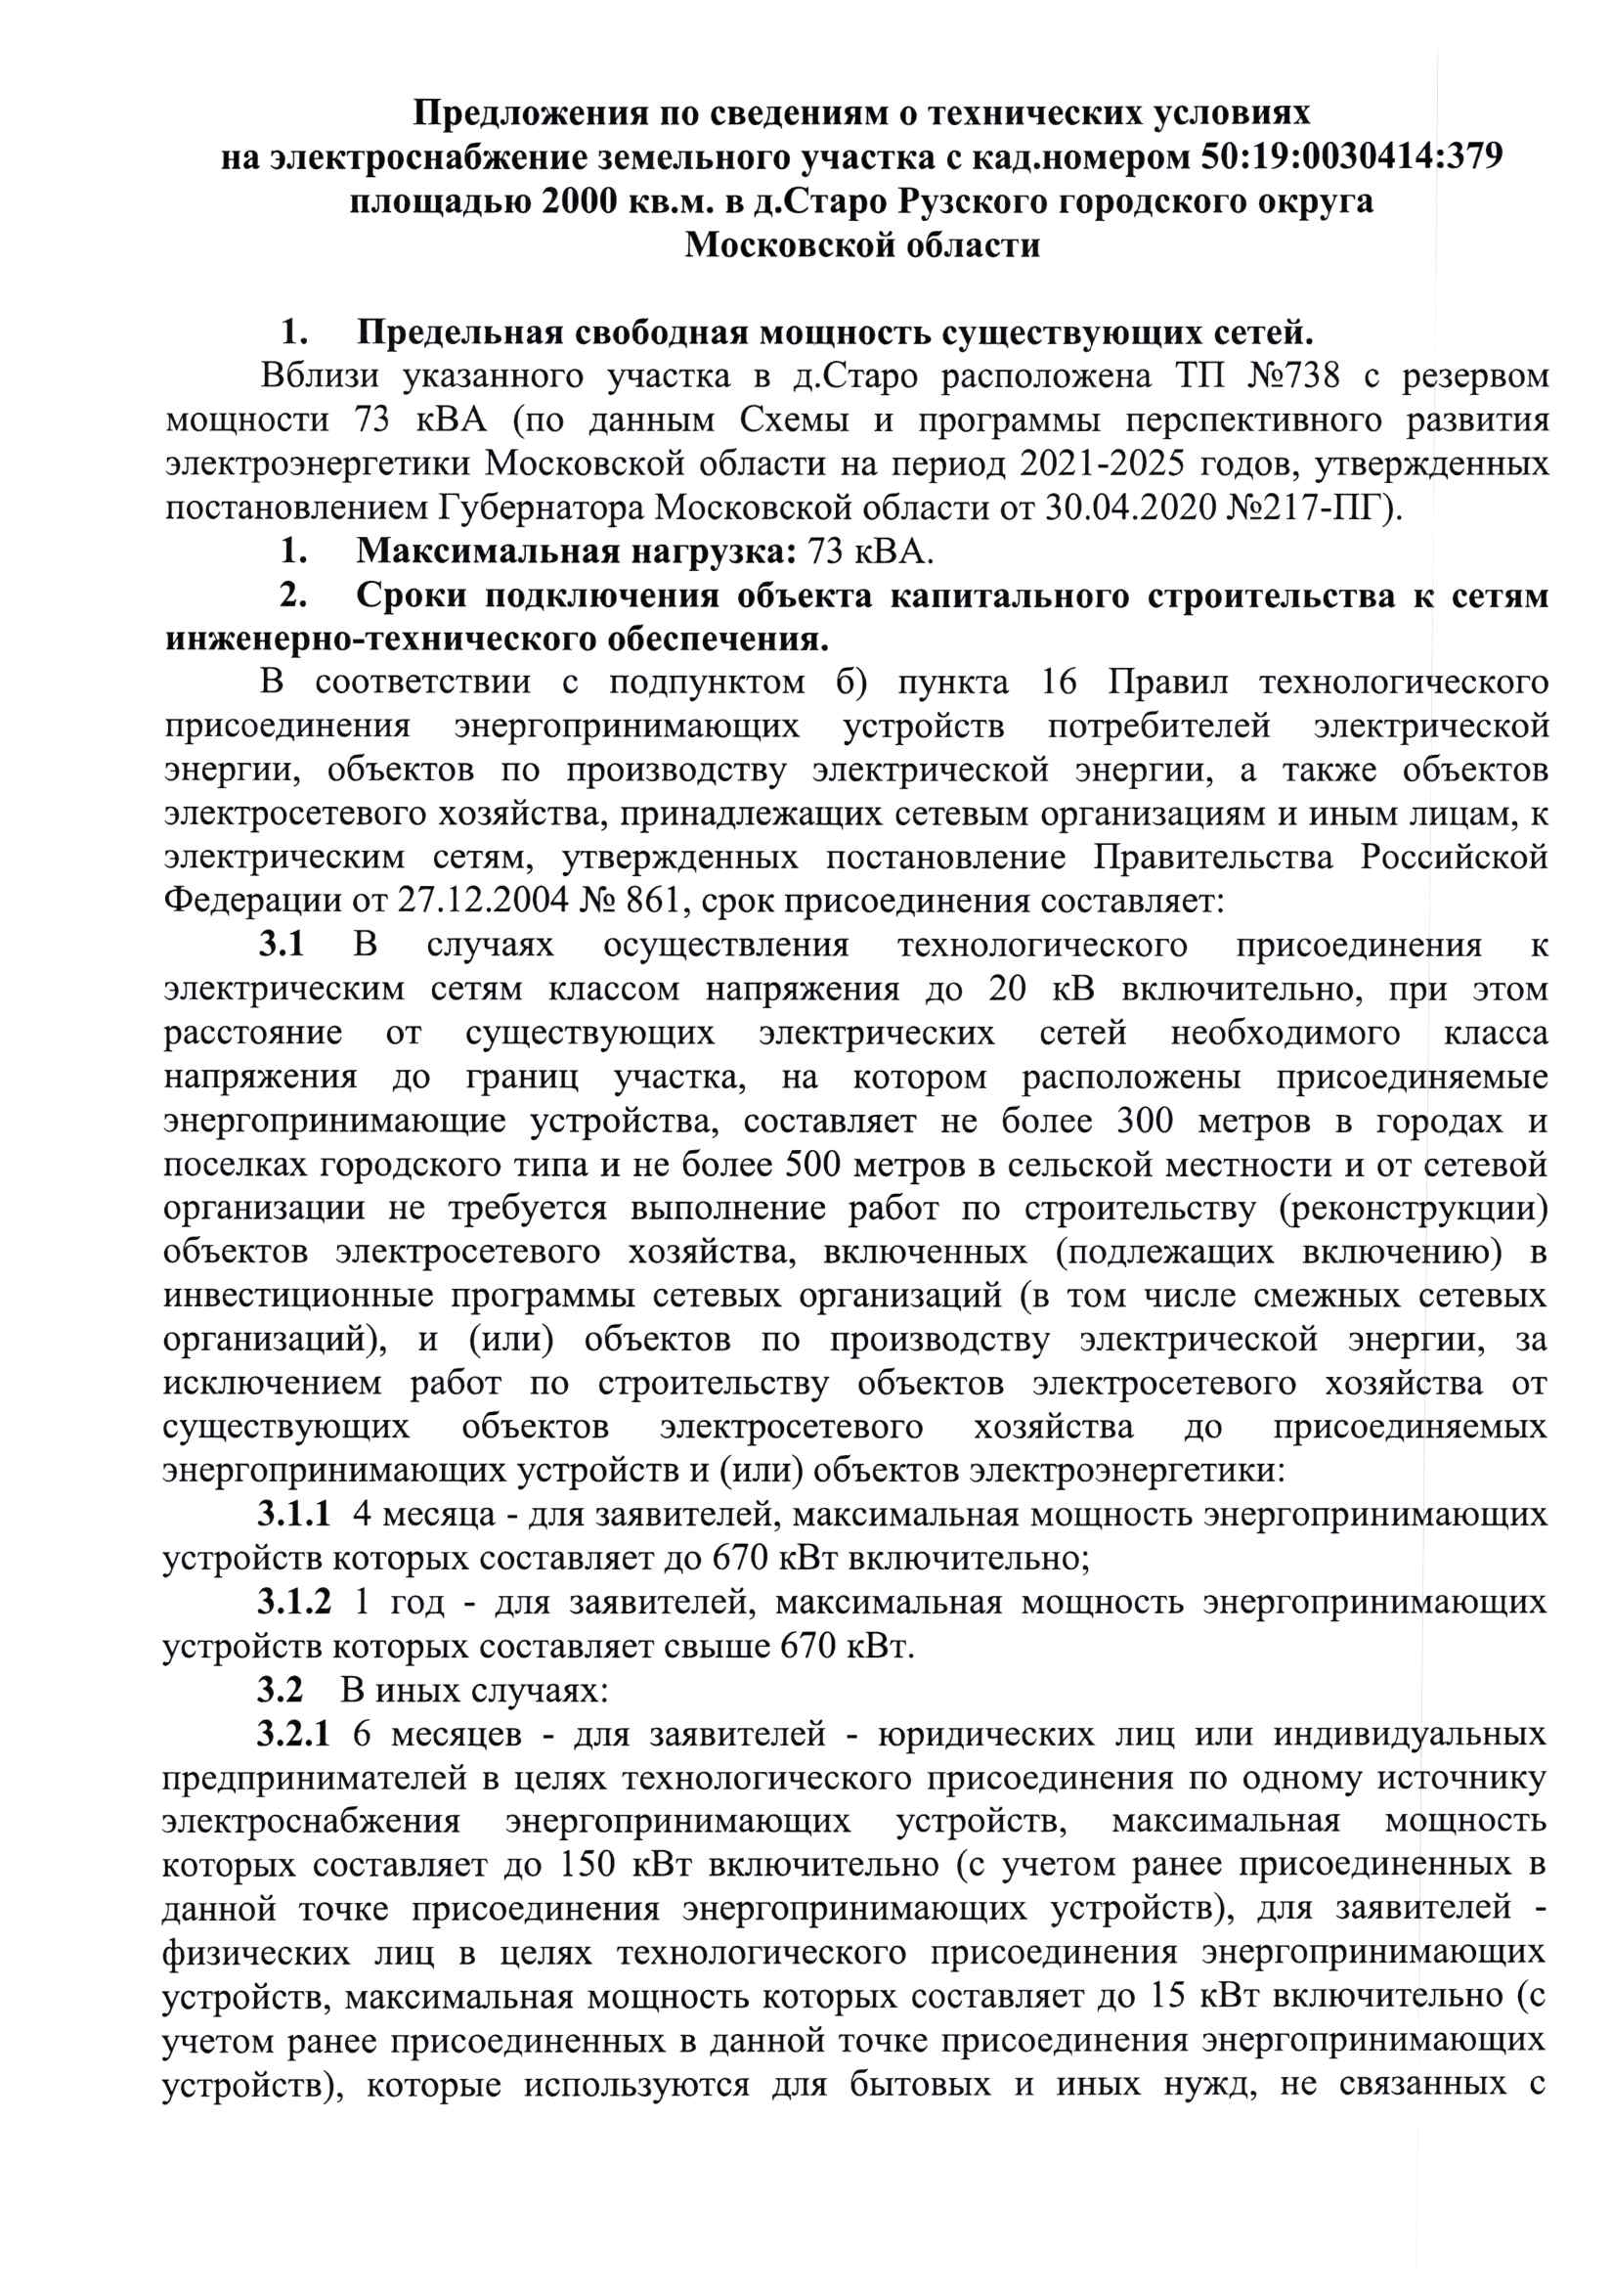 Предложения по сведениям о технических условиях
на электроснабжение земельного участка с кад.номером 50:19:0030414:379
площадью 2000 кв.м. в д.Старо Рузского городского округа
Московской области
1. Предельная свободная мощность существующих сетей.
Вблизи указанного участка в д.Старо расположена ТП №738 с резервом
мощности 73 кВА (по данным Схемы и программы перспективного развития
электроэнергетики Московской области на период 2021-2025 годов, утвержденных
постановлением Губернатора Московской области от 30.04.2020 №217-ПГ).
1. Максимальная нагрузка: 73 кВА.
2. Сроки подключения объекта капитального строительства к сетям
инженерно-технического обеспечения.
В соответствии с подпунктом б) пункта 16 Правил технологического
присоединения энергопринимающих устройств потребителей электрической
энергии, объектов по производству электрической энергии, а также объектов
электросетевого хозяйства, принадлежащих сетевым организациям и иным лицам, к
электрическим сетям, утвержденных постановление Правительства Российской
Федерации от 27.12.2004 № 861, срок присоединения составляет:
3.1 В случаях осуществления технологического присоединения к
электрическим сетям классом напряжения до 20 кВ включительно, при этом
расстояние от существующих электрических сетей необходимого класса
напряжения до границ участка, на котором расположены присоединяемые
энергопринимающие устройства, составляет не более 300 метров в городах и
поселках городского типа и не более 500 метров в сельской местности и от сетевой
организации не требуется выполнение работ по строительству (реконструкции)
объектов электросетевого хозяйства, включенных (подлежащих включению) в
инвестиционные программы сетевых организаций (в том числе смежных сетевых
организаций), и (или) объектов по производству электрической энергии, за
исключением работ по строительству объектов электросетевого хозяйства от
существующих объектов электросетевого хозяйства до присоединяемых
энергопринимающих устройств и (или) объектов электроэнергетики:
3.1.1 4 месяца - для заявителей, максимальная мощность энергопринимающих
устройств которых составляет до 670 кВт включительно;
3.1.2 1 год - для заявителей, максимальная мощность энергопринимающих
устройств которых составляет свыше 670 кВт.
3.2 В иных случаях:
3.2.1 6 месяцев - для заявителей - юридических лиц или индивидуальных
предпринимателей в целях технологического присоединения по одному источнику
электроснабжения энергопринимающих устройств, максимальная мощность
которых составляет до 150 кВт включительно (с учетом ранее присоединенных в
данной точке присоединения энергопринимающих устройств), для заявителей -
физических лиц в целях технологического присоединения энергопринимающих
устройств, максимальная мощность которых составляет до 15 кВт включительно (с
учетом ранее присоединенных в данной точке присоединения энергопринимающих
устройств), которые используются для бытовых и иных нужд, не связанных с